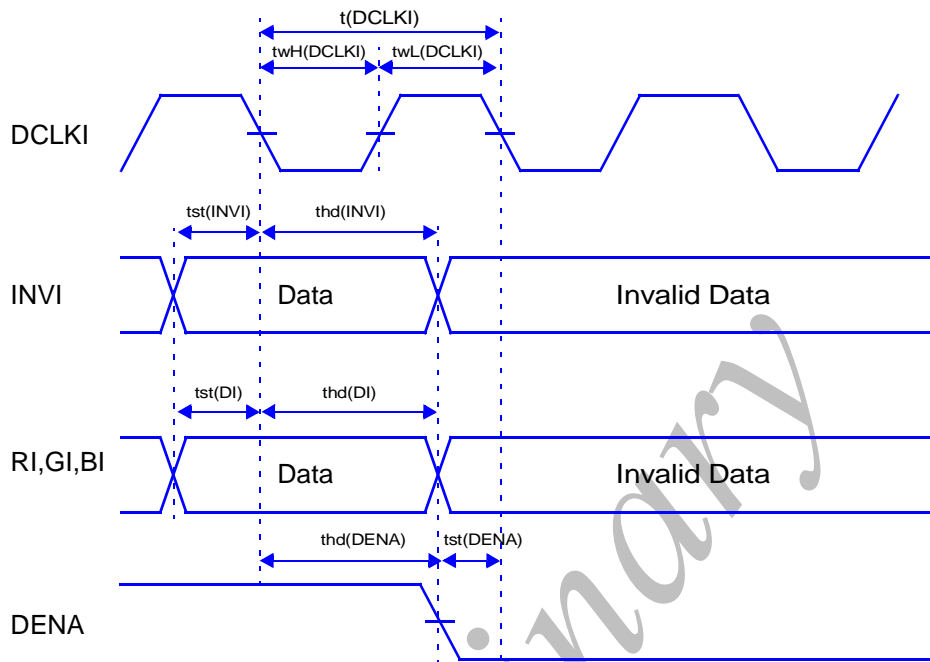 t(DCLKI)
twH(DCLKI) twL(DCLKI)
DCLKI
tst(INVI) thd(INVI)
INVI Data Invalid Data
tst(DI) thd(DI)
RI,GI,BI Data Invalid Data
thd(DENA) tst(DENA)
DENA
inary